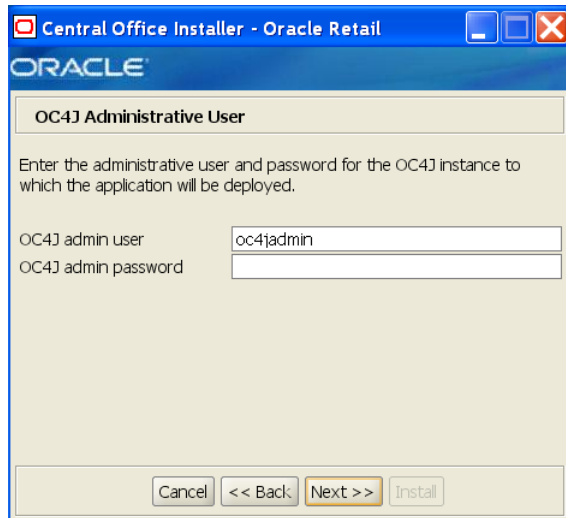 Central Office Installer - Oracle Retail
ORACLE
OC4J Administrative User
Enter the administrative user and password for the OC4J instance to
which the application will be deployed.
OC4J admin user oc4jadmin
OC4J admin password
Cancel << Back Next >> Install